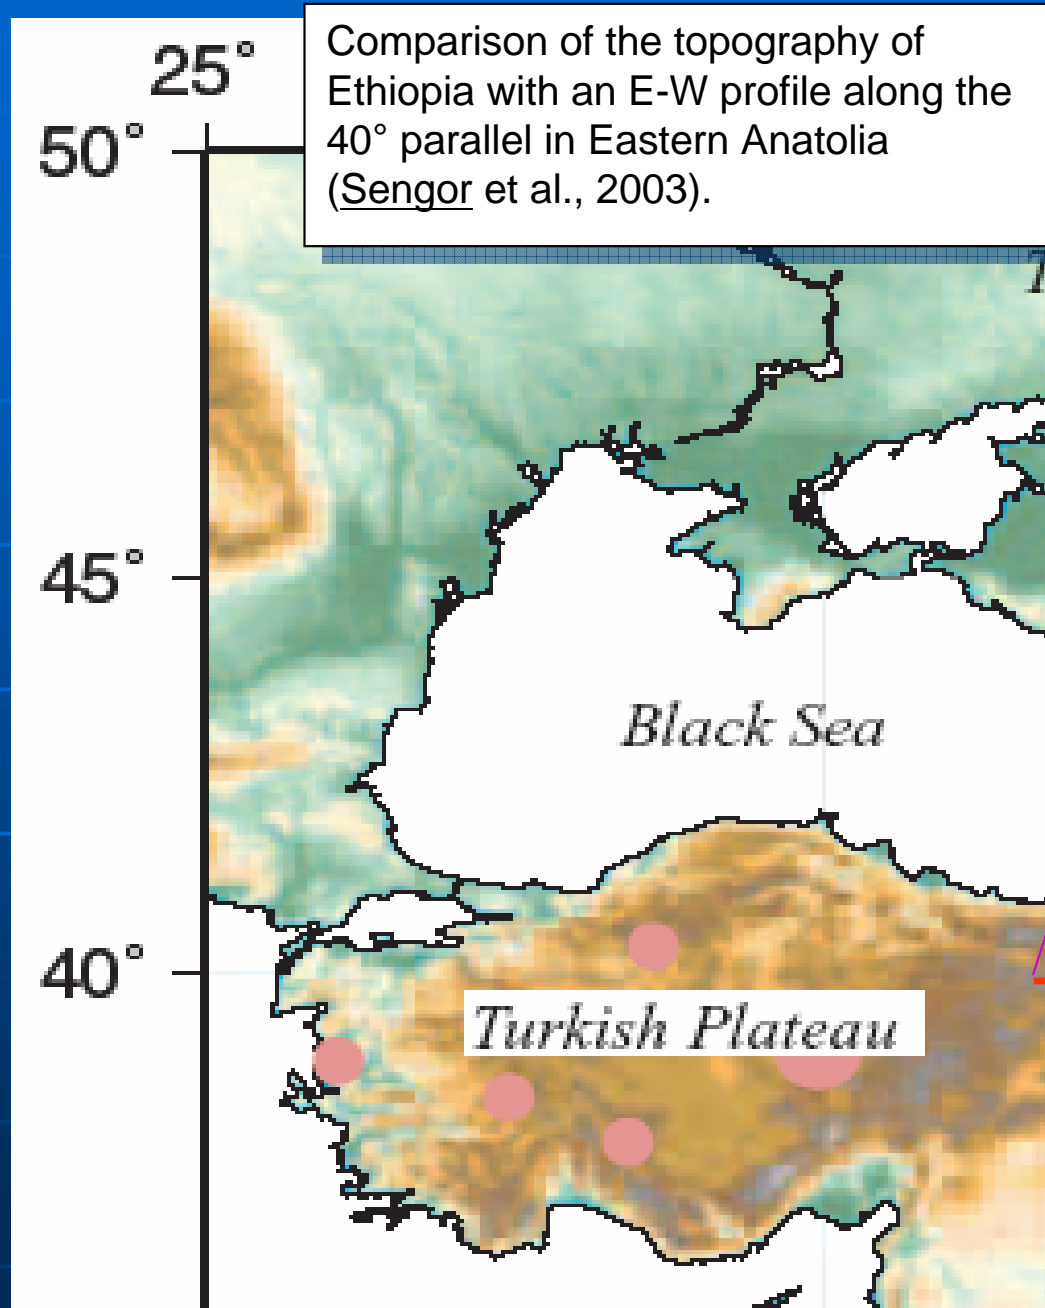 25°
Comparison of the topography of
Ethiopia with an E-W profile along the
40° parallel in Eastern Anatolia
(Sengor et al., 2003).
50°
45°
Black Sea
40°
Turkish Plateau